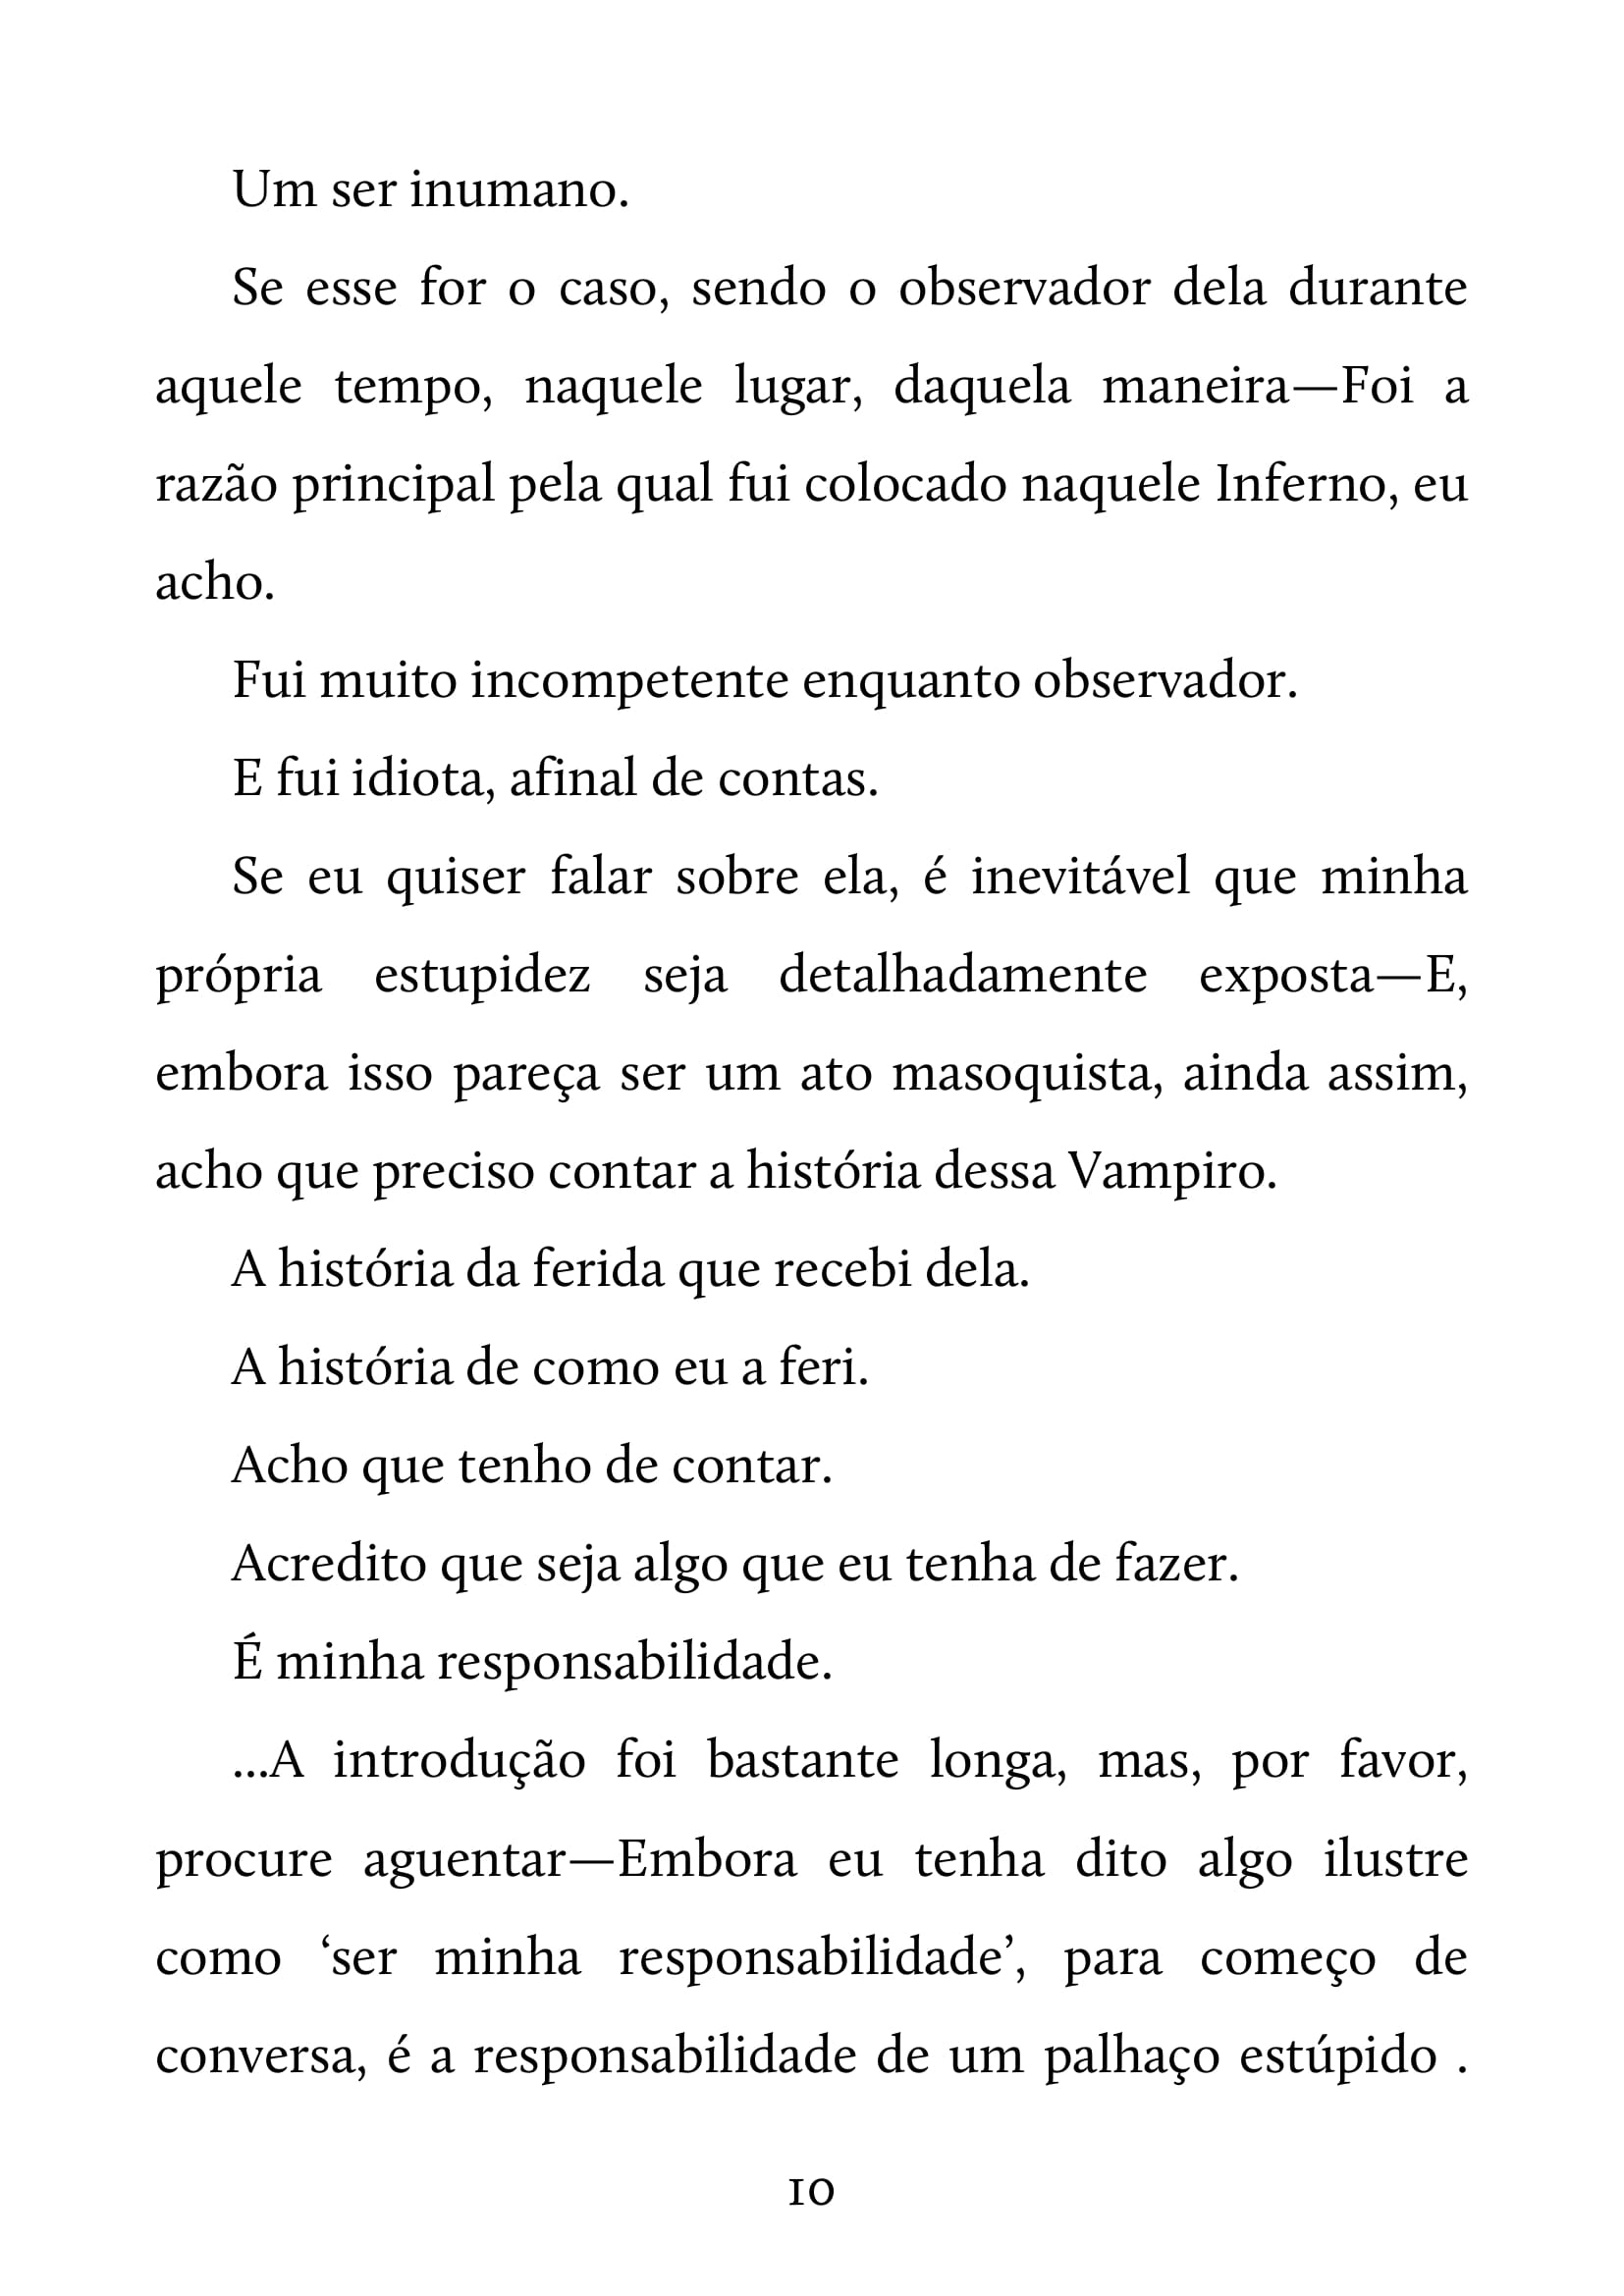 Um ser inumano.
Se esse for o caso, sendo o observador dela durante
aquele tempo, naquele lugar, daquela maneira—Foi a
razão principal pela qual fui colocado naquele Inferno, eu
acho.
Fui muito incompetente enquanto observador.
E fui idiota, afinal de contas.
Se eu quiser falar sobre ela, é inevitável que minha
própria estupidez seja detalhadamente exposta—E,
embora isso pareça ser um ato masoquista, ainda assim,
acho que preciso contar a história dessa Vampiro.
A história da ferida que recebi dela.
A história de como eu a feri.
Acho que tenho de contar.
Acredito que seja algo que eu tenha de fazer.
É minha responsabilidade.
...A introdução foi bastante longa, mas, por favor,
procure aguentar—Embora eu tenha dito algo ilustre
como ‘ser minha responsabilidade’, para começo de
conversa, é a responsabilidade de um palhaço estúpido .
10